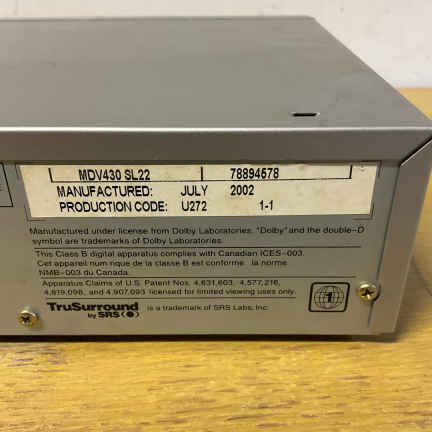 MDV430 SL22 78894578
MANUFACTURED: JULY 2002
PRODUCTION CODE: U272 1-1
Manufactured under license from Dolby Laboratories. "Dolby" and the double-D
symbol are trademarks of Dolby Laboratories.
This Class B digital apparatus complies with Canadian ICES-003.
Cet appareil num rique de la classe B est conforme la norme
NMB-003 du Canada.
Apparatus Claims of U.S. Patent Nos. 4,631,603, 4,577,216,
4,819,098, and 4,907,093 licensed for limited viewing uses only.
TruSurround
by SRS(●) is a trademark of SRS Labs, Inc.
1